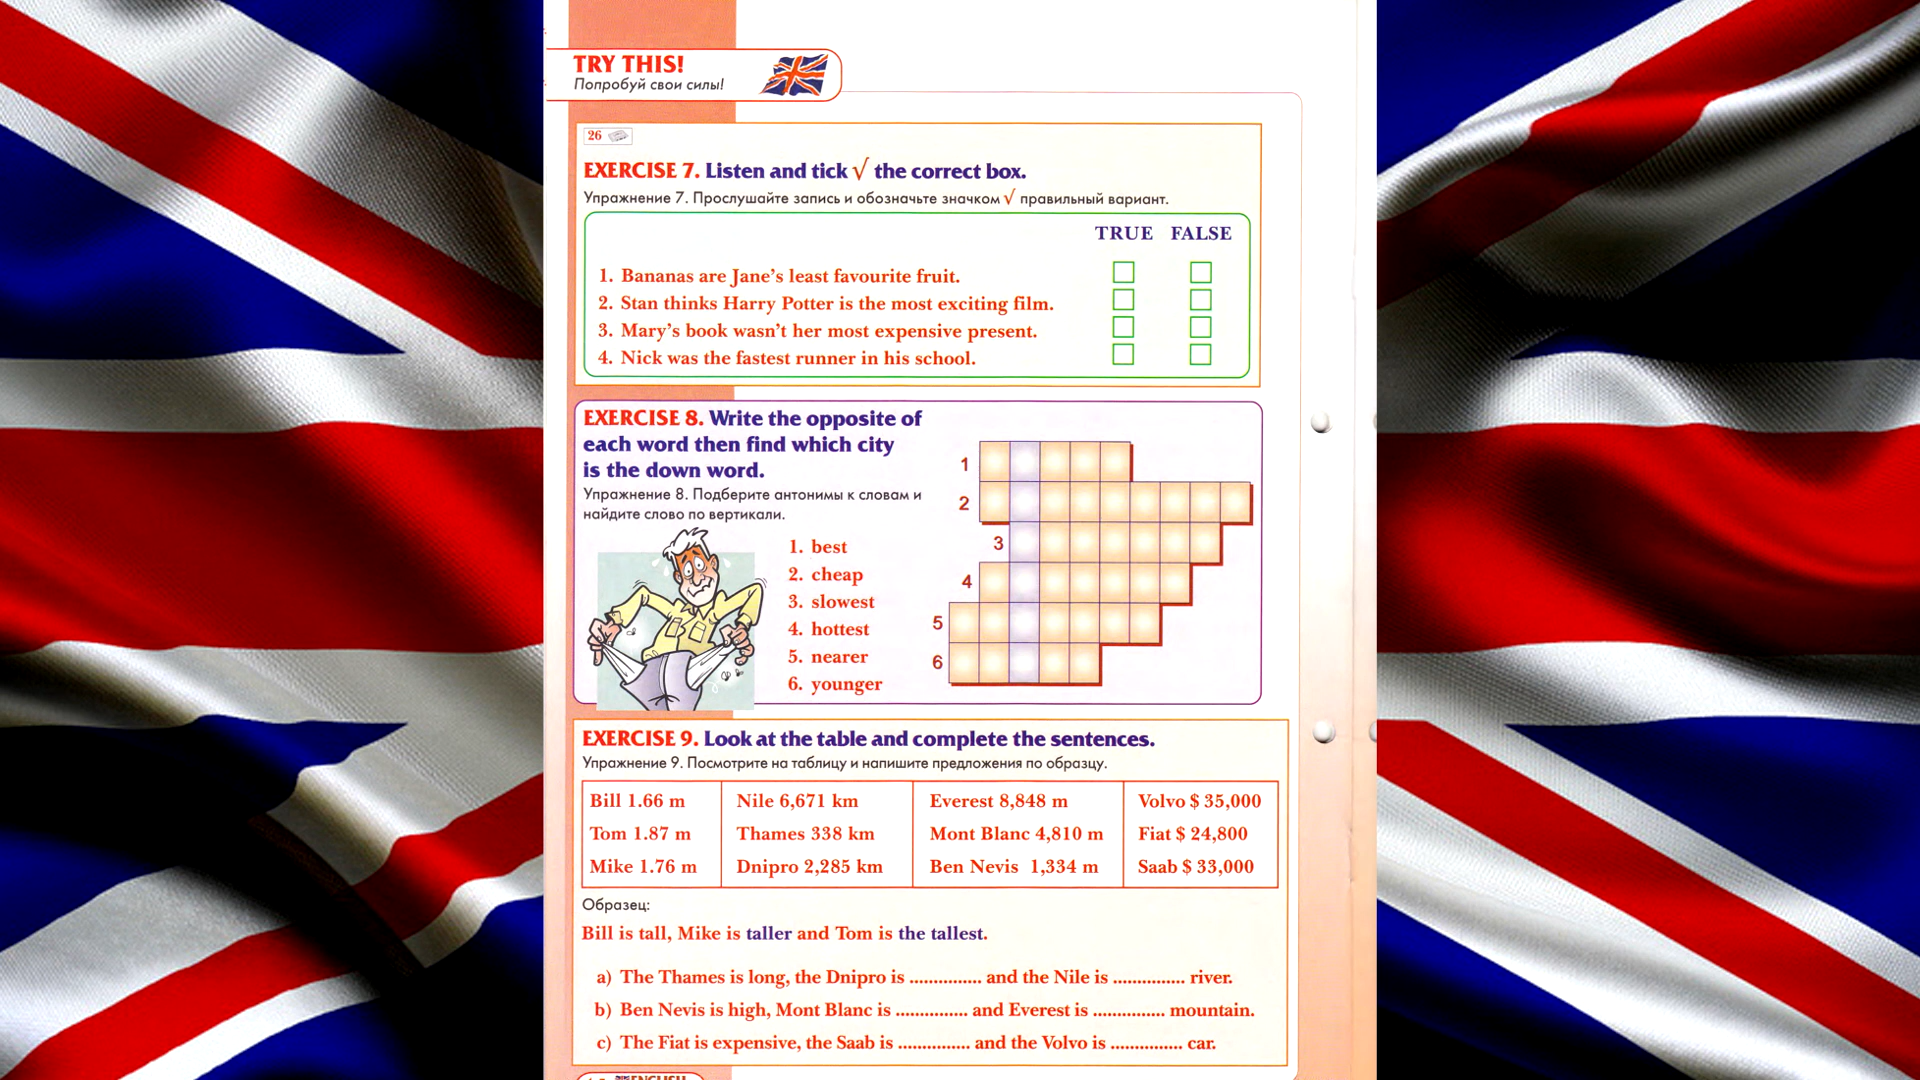 TRY THIS!
Попробуй свои силы!
26
EXERCISE 7. Listen and tick √ the correct box.
Упражнение 7. Прослушайте запись и обозначьте значком √ правильный вариант.
TRUE FALSE
1. Bananas are Jane's least favourite fruit.
2. Stan thinks Harry Potter is the most exciting film.
3. Mary's book wasn't her most expensive present.
4. Nick was the fastest runner in his school.
EXERCISE 8. Write the opposite of
each word then find which city
is the down word.
Упражнение 8. Подберите антонимы к словам и
найдите слово по вертикали.
1. best
2. cheap
3. slowest
4. hottest
5. nearer
6. younger
1
2
3
4
5
6
EXERCISE 9. Look at the table and complete the sentences.
Упражнение 9. Посмотрите на таблицу и напишите предложения по образцу.
Bill 1.66 m Nile 6,671 km Everest 8,848 m Volvo $ 35,000
Tom 1.87 m Thames 338 km Mont Blanc 4,810 m Fiat $ 24,800
Mike 1.76 m Dnipro 2,285 km Ben Nevis 1,334 m Saab $ 33,000
Образец:
Bill is tall, Mike is taller and Tom is the tallest.
a) The Thames is long, the Dnipro is ............... and the Nile is ............... river.
b) Ben Nevis is high, Mont Blanc is ............... and Everest is ............... mountain.
c) The Fiat is expensive, the Saab is ............... and the Volvo is ............... car.
ENGLISH